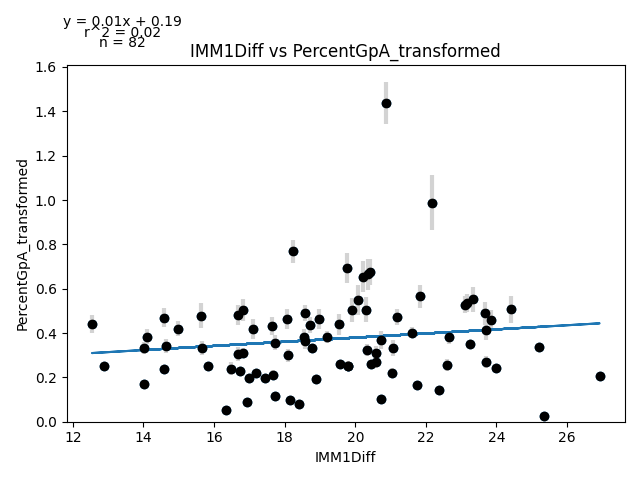 y = 0.01x + 0.19
r^2 = 0.02
n = 82
IMM1Diff vs PercentGpA_transformed
1.6
1.4
1.2
1.0
0.8
0.6
0.4
0.2
0.0
PercentGpA_transformed
12 14 16 18 20 22 24 26
IMM1Diff